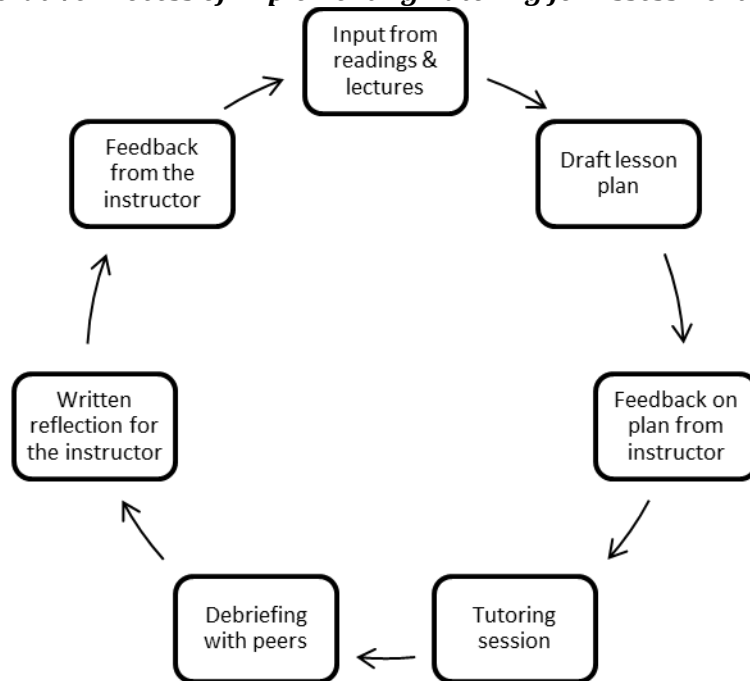 Input from
readings &
lectures
Draft lesson
plan
Feedback on
plan from
instructor
Tutoring
session
Debriefing
with peers
Written
reflection for
the instructor
Feedback
from the
instructor